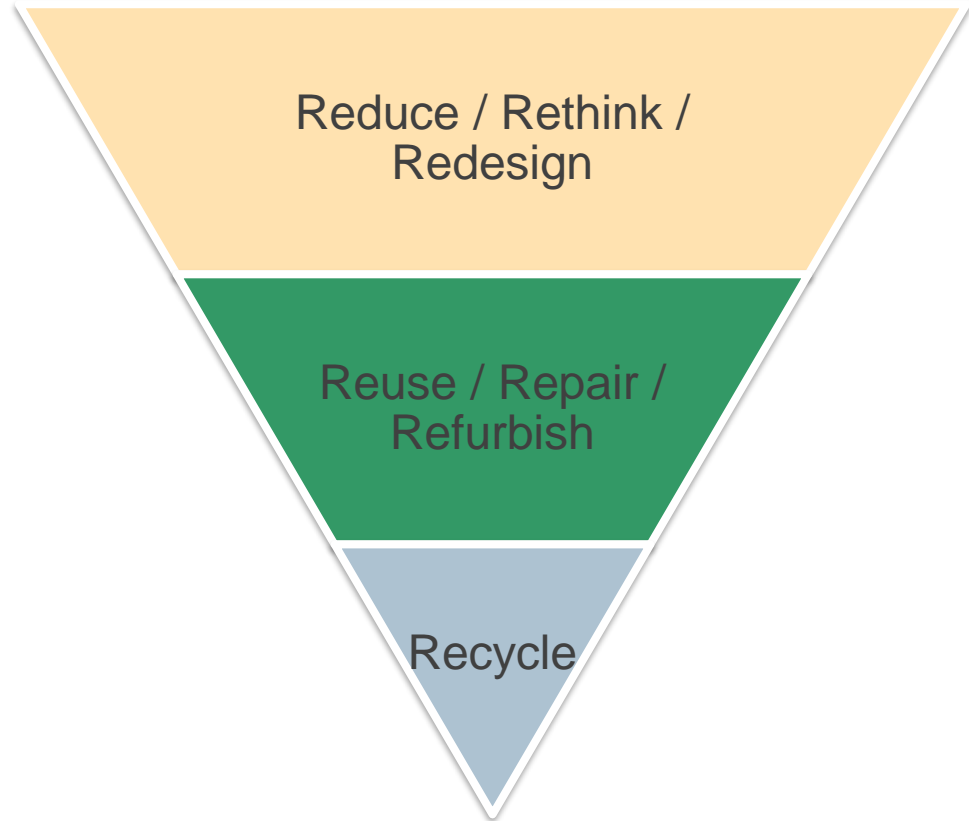 Reduce / Rethink /
Redesign
Reuse / Repair /
Refurbish
Recycle